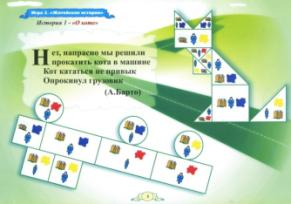 Игра 3. «Житейские истории»
История 1 - «О коте»
Нет, напрасно мы решили
прокатить кота в машине
Кот кататься не привык
Опрокинул грузовик
(А.Барто)